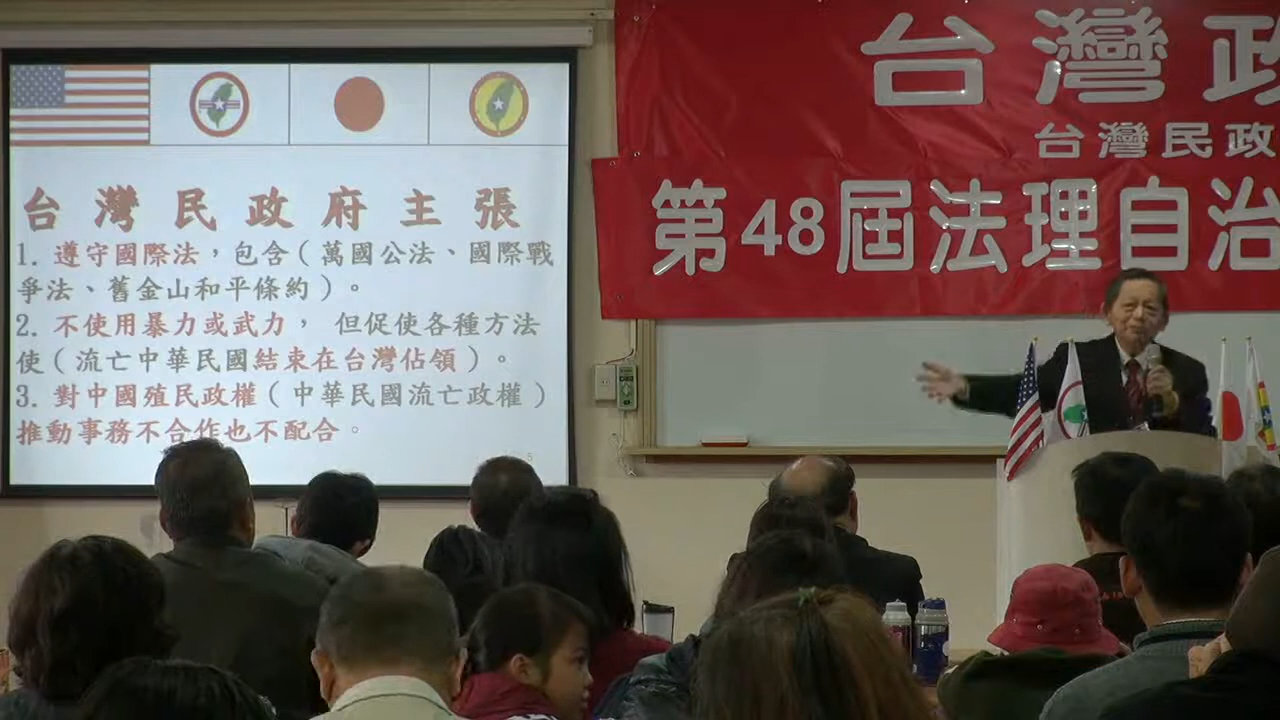 台灣民政府主張
1. 遵守國際法，包含（萬國公法、國際戰
爭法、舊金山和平條約）。
2. 不使用暴力或武力， 但促使各種方法
使（流亡中華民國結束在台灣佔領）。
3. 對中國殖民政權（中華民國流亡政權）
推動事務不合作也不配合。
5
台灣政
台灣民政
第48屆法理自治